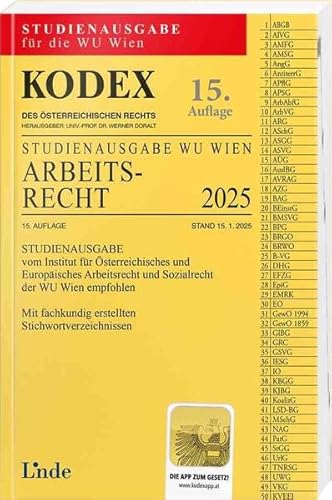 STUDIENAUSGABE
für die WU Wien
KODEX
15.
Auflage
DES ÖSTERREICHISCHEN RECHTS
HERAUSGEBER: UNIV.-PROF. DR. WERNER DORALT
STUDIENAUSGABE WU WIEN
ARBEITS-
RECHT 2025
15. AUFLAGE STAND 15. 1. 2025
STUDIENAUSGABE
vom Institut für Österreichisches und
Europäisches Arbeitsrecht und Sozialrecht
der WU Wien empfohlen
Mit fachkundig erstellten
Stichwortverzeichnissen
Linde
DIE APP ZUM GESETZ!
www.kodexapp.at
1 ABGB
2 AIVG
3 AMFG
4 AMSG
5 AngG
6 AntiterrG
7 APflG
8 APSG
9 ArbAbfG
10 ArbVG
11 ARG
12 ASchG
13 ASGG
14 ASVG
15 AÜG
16 AuslBG
17 AVRAG
18 AZG
19 BAG
20 BEinstG
21 BMSVG
22 BPG
23 BRGO
24 BRWO
25 B-VG
26 DHG
27 EFZG
28 EpiG
29 EMRK
30 EO
31 GewO 1994
32 GewO 1859
33 GlBG
34 GRC
35 GSVG
36 IESG
37 IO
38 KBGG
39 KJBG
40 KoalitG
41 LSD-BG
42 MSchG
43 NAG
44 ParG
45 StGG
46 UrlG
47 TNRSG
48 UWG
49 VKG
50 KVEEI